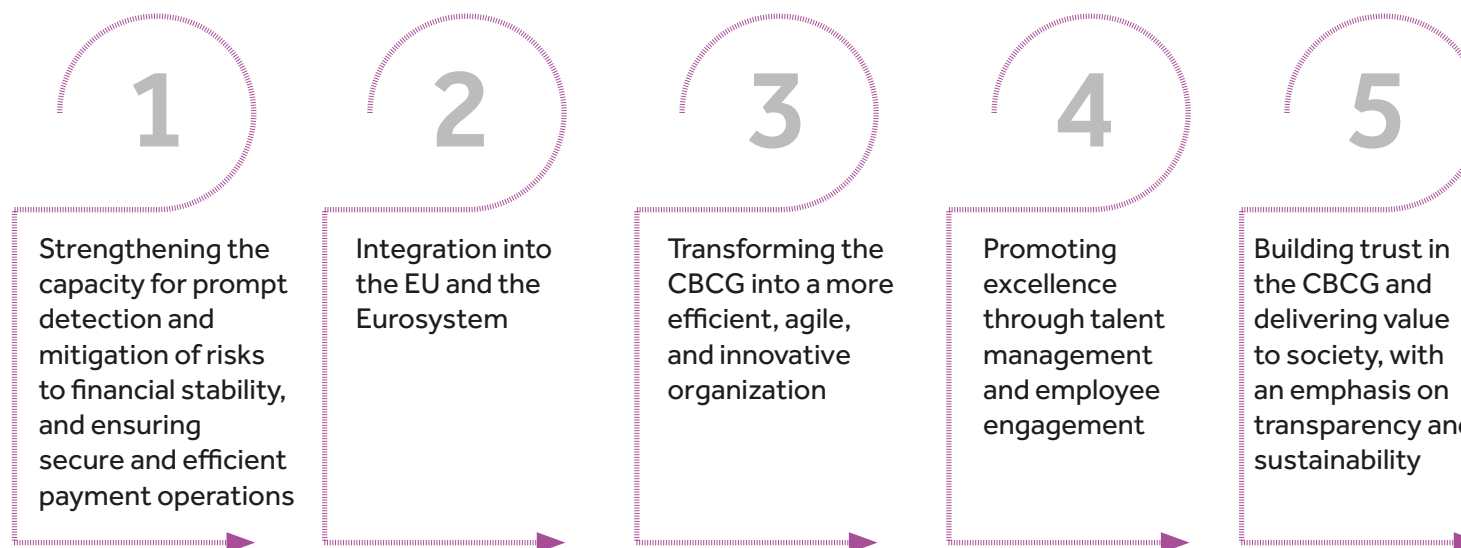 1
Strengthening the
capacity for prompt
detection and
mitigation of risks
to financial stability,
and ensuring
secure and efficient
payment operations
2
Integration into
the EU and the
Eurosystem
3
Transforming the
CBCG into a more
efficient, agile,
and innovative
organization
4
Promoting
excellence
through talent
management
and employee
engagement
5
Building trust in
the CBCG and
delivering value
to society, with
an emphasis on
transparency and
sustainability